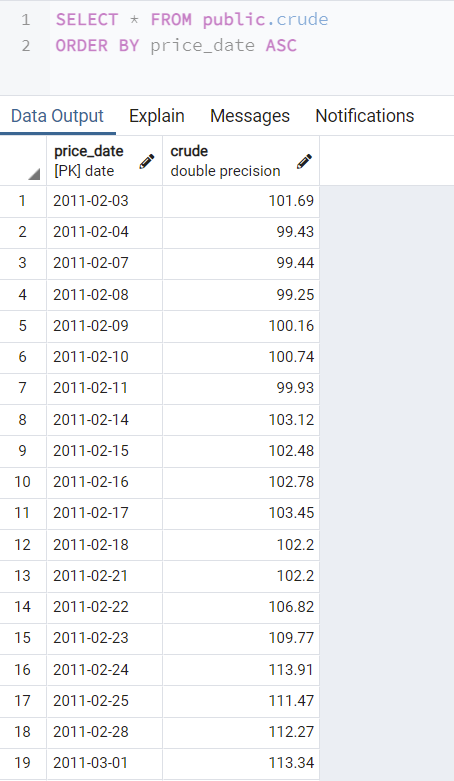 1 SELECT * FROM public.crude
2 ORDER BY price_date ASC
Data Output Explain Messages Notifications
price_date crude
[PK] date double precision
1 2011-02-03 101.69
2 2011-02-04 99.43
3 2011-02-07 99.44
4 2011-02-08 99.25
5 2011-02-09 100.16
6 2011-02-10 100.74
7 2011-02-11 99.93
8 2011-02-14 103.12
9 2011-02-15 102.48
10 2011-02-16 102.78
11 2011-02-17 103.45
12 2011-02-18 102.2
13 2011-02-21 102.2
14 2011-02-22 106.82
15 2011-02-23 109.77
16 2011-02-24 113.91
17 2011-02-25 111.47
18 2011-02-28 112.27
19 2011-03-01 113.34